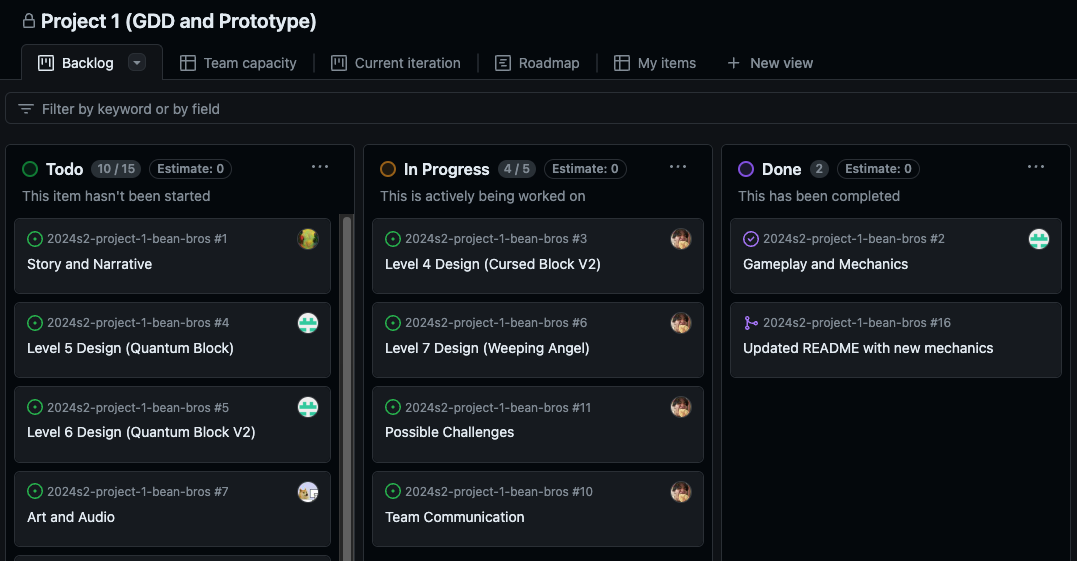 Project 1 (GDD and Prototype)
Backlog
Team capacity
Current iteration
Roadmap
My items
New view
Filter by keyword or by field
Todo 10 / 15 Estimate: 0
This item hasn't been started
2024s2-project-1-bean-bros #1
Story and Narrative
2024s2-project-1-bean-bros #4
Level 5 Design (Quantum Block)
2024s2-project-1-bean-bros #5
Level 6 Design (Quantum Block V2)
2024s2-project-1-bean-bros #7
Art and Audio
In Progress 4 / 5 Estimate: 0
This is actively being worked on
2024s2-project-1-bean-bros #3
Level 4 Design (Cursed Block V2)
2024s2-project-1-bean-bros #6
Level 7 Design (Weeping Angel)
2024s2-project-1-bean-bros #11
Possible Challenges
2024s2-project-1-bean-bros #10
Team Communication
Done 2 Estimate: 0
This has been completed
2024s2-project-1-bean-bros #2
Gameplay and Mechanics
2024s2-project-1-bean-bros #16
Updated README with new mechanics